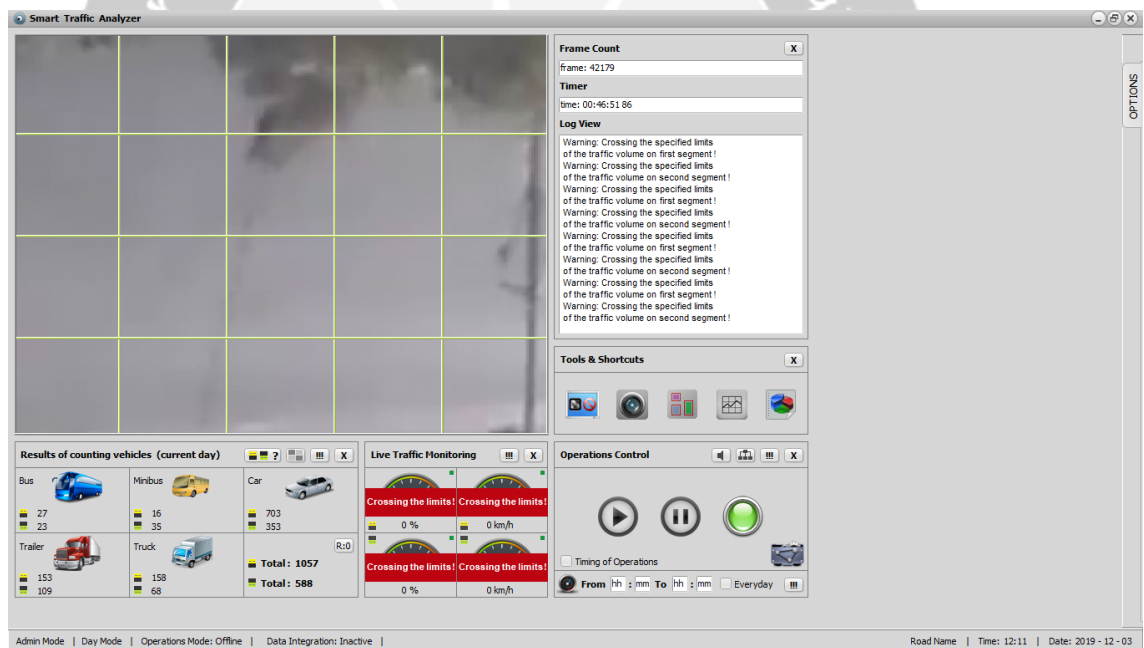 Smart Traffic Analyzer
OPTIONS
Frame Count X
frame: 42179
Timer
time: 00:46:51 86
Log View
Warning: Crossing the specified limits
of the traffic volume on first segment !
Warning: Crossing the specified limits
of the traffic volume on second segment !
Warning: Crossing the specified limits
of the traffic volume on first segment !
Warning: Crossing the specified limits
of the traffic volume on second segment !
Warning: Crossing the specified limits
of the traffic volume on first segment !
Warning: Crossing the specified limits
of the traffic volume on second segment !
Warning: Crossing the specified limits
of the traffic volume on first segment !
Warning: Crossing the specified limits
of the traffic volume on second segment !
Tools & Shortcuts X
Results of counting vehicles (current day) ? !!! X
Bus
27
23
Minibus
16
35
Car
703
353
Trailer
153
109
Truck
158
68
R:0
Total : 1057
Total : 588
Live Traffic Monitoring !!! X
Crossing the limits! Crossing the limits!
0 % 0 km/h
Crossing the limits! Crossing the limits!
0 % 0 km/h
Operations Control !!! X
Timing of Operations
From hh : mm To hh : mm Everyday !!!
Admin Mode | Day Mode | Operations Mode: Offline | Data Integration: Inactive |
Road Name | Time: 12:11 | Date: 2019 - 12 - 03